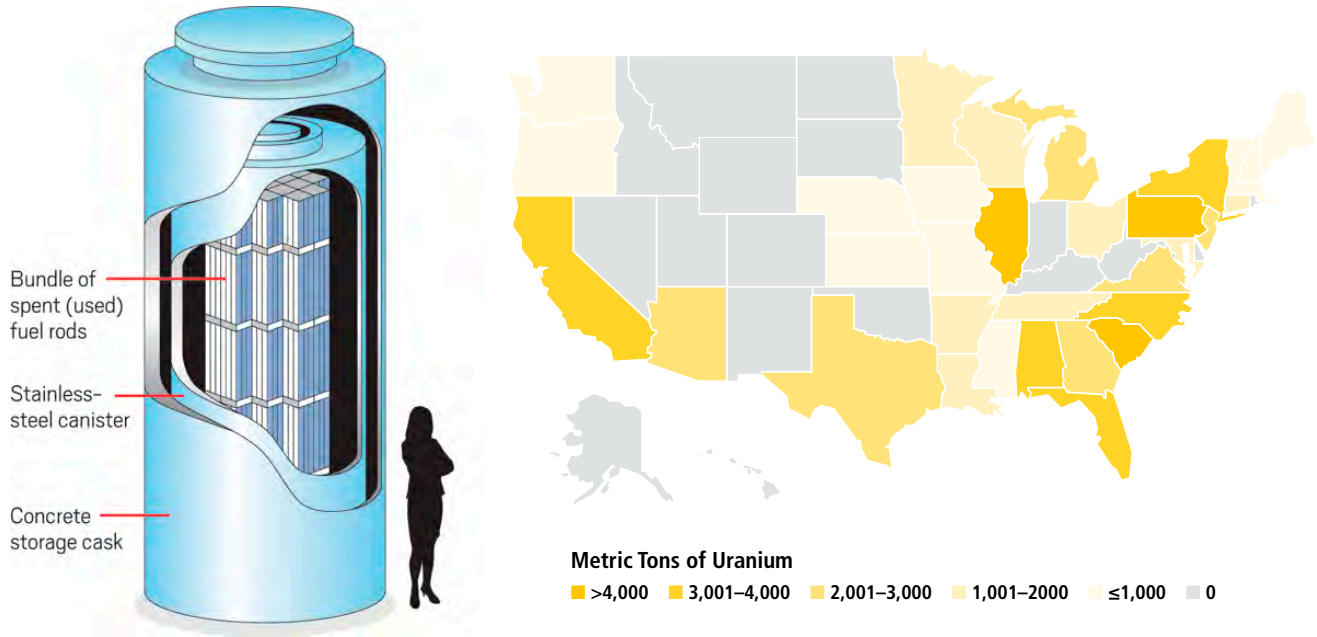 Bundle of
spent (used)
fuel rods
Stainless-
steel canister
Concrete
storage cask
Metric Tons of Uranium
>4,000 3,001–4,000 2,001–3,000 1,001–2000 ≤1,000 0